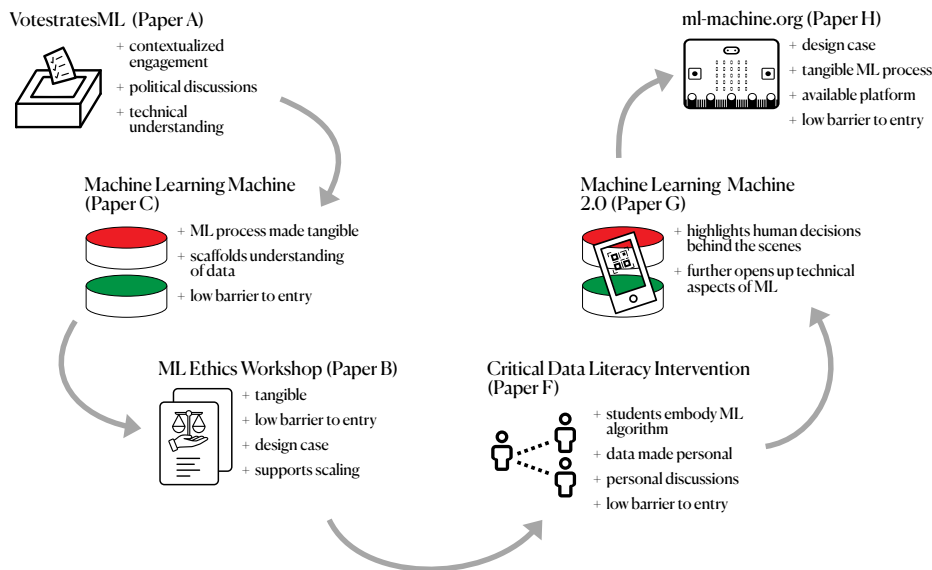 VotestratesML (Paper A)
+ contextualized
engagement
+ political discussions
+ technical
understanding
Machine Learning Machine
(Paper C)
+ ML process made tangible
+ scaffolds understanding
of data
+ low barrier to entry
ML Ethics Workshop (Paper B)
+ tangible
+ low barrier to entry
+ design case
+ supports scaling
Critical Data Literacy Intervention
(Paper F)
+ students embody ML
algorithm
+ data made personal
+ personal discussions
+ low barrier to entry
Machine Learning Machine
2.0 (Paper G)
+ highlights human decisions
behind the scenes
+ further opens up technical
aspects of ML
ml-machine.org (Paper H)
+ design case
+ tangible ML process
+ available platform
+ low barrier to entry